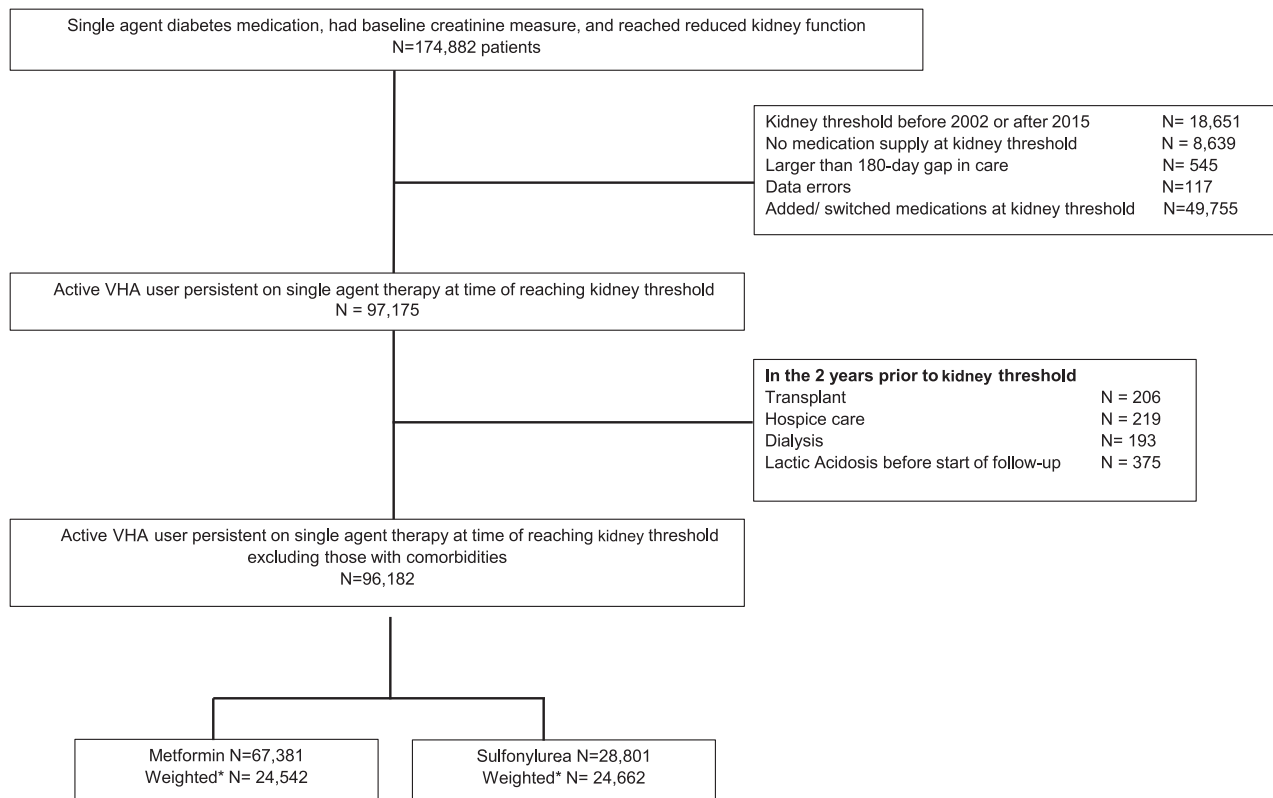 Single agent diabetes medication, had baseline creatinine measure, and reached reduced kidney function
N=174,882 patients
Kidney threshold before 2002 or after 2015 N= 18,651
No medication supply at kidney threshold N = 8,639
Larger than 180-day gap in care N= 545
Data errors N=117
Added/ switched medications at kidney threshold N=49,755
Active VHA user persistent on single agent therapy at time of reaching kidney threshold
N = 97,175
In the 2 years prior to kidney threshold
Transplant N = 206
Hospice care N = 219
Dialysis N= 193
Lactic Acidosis before start of follow-up N = 375
Active VHA user persistent on single agent therapy at time of reaching kidney threshold
excluding those with comorbidities
N=96,182
Metformin N=67,381
Weighted* N= 24,542
Sulfonylurea N=28,801
Weighted* N= 24,662